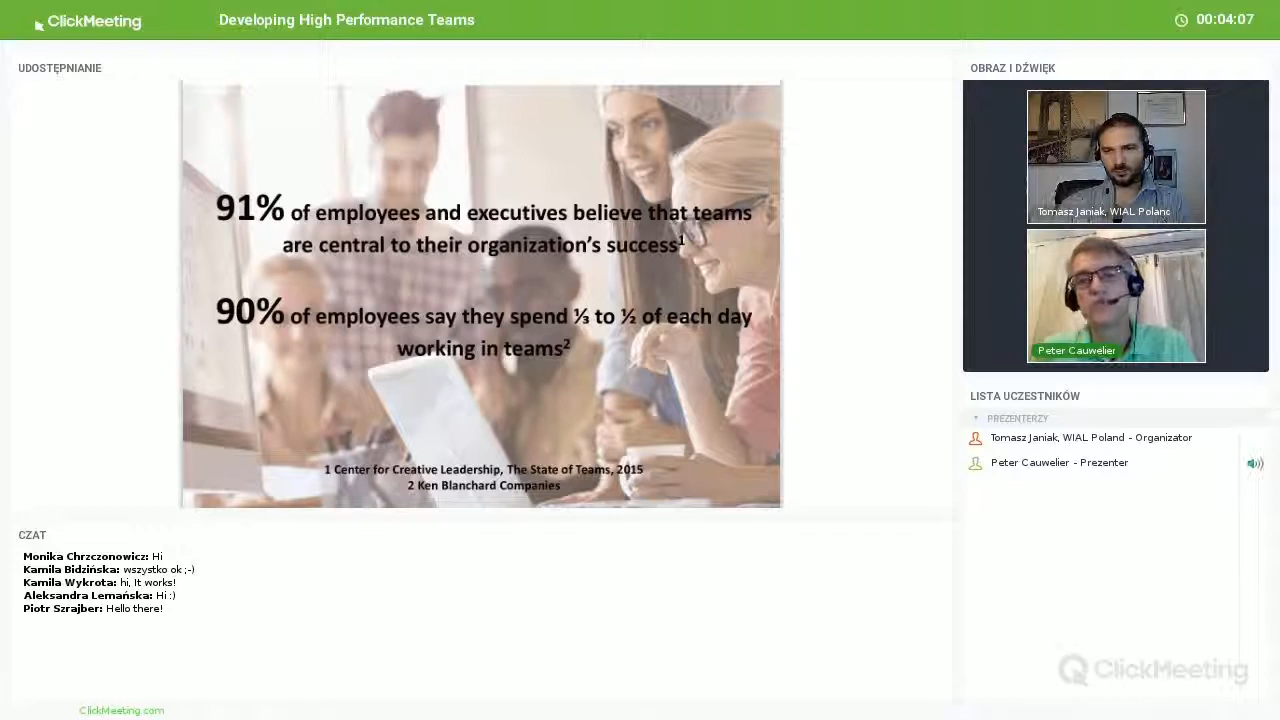 ClickMeeting
Developing High Performance Teams
00:04:07
UDOSTĘPNIANIE
91% of employees and executives believe that teams
are central to their organization's success1
90% of employees say they spend ⅓ to ½ of each day
working in teams2
1 Center for Creative Leadership, The State of Teams, 2015
2 Ken Blanchard Companies
OBRAZ I DŹWIĘK
Tomasz Janiak, WIAL Poland
Peter Cauwelier
LISTA UCZESTNIKÓW
PREZENTERZY
Tomasz Janiak, WIAL Poland - Organizator
Peter Cauwelier - Prezenter
CZAT
Monika Chrzczonowicz: Hi
Kamila Bidzińska: wszystko ok ;-)
Kamila Wykrota: hi, It works!
Aleksandra Lemańska: Hi :)
Piotr Szrajber: Hello there!
ClickMeeting
ClickMeeting.com